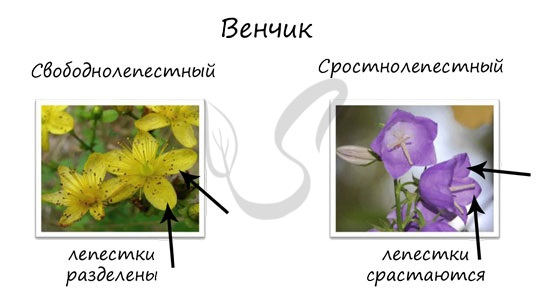 Венчик
Свободнолепестный
Сростнолепестный
лепестки
разделены
лепестки
срастаются